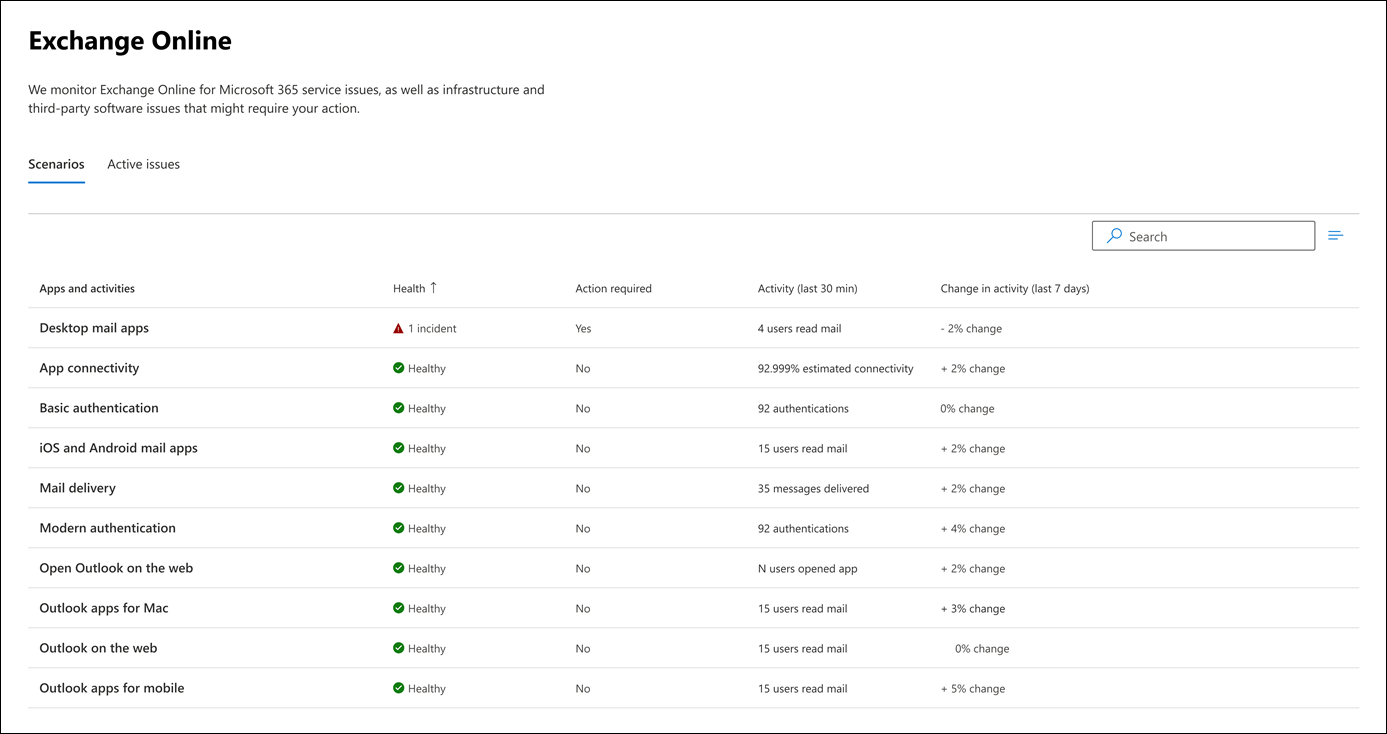 Exchange Online
We monitor Exchange Online for Microsoft 365 service issues, as well as infrastructure and
third-party software issues that might require your action.
Scenarios Active issues
Search
Apps and activities Health ↑ Action required Activity (last 30 min) Change in activity (last 7 days)
Desktop mail apps 1 incident Yes 4 users read mail - 2% change
App connectivity Healthy No 92.999% estimated connectivity + 2% change
Basic authentication Healthy No 92 authentications 0% change
iOS and Android mail apps Healthy No 15 users read mail + 2% change
Mail delivery Healthy No 35 messages delivered + 2% change
Modern authentication Healthy No 92 authentications + 4% change
Open Outlook on the web Healthy No N users opened app + 2% change
Outlook apps for Mac Healthy No 15 users read mail + 3% change
Outlook on the web Healthy No 15 users read mail 0% change
Outlook apps for mobile Healthy No 15 users read mail + 5% change